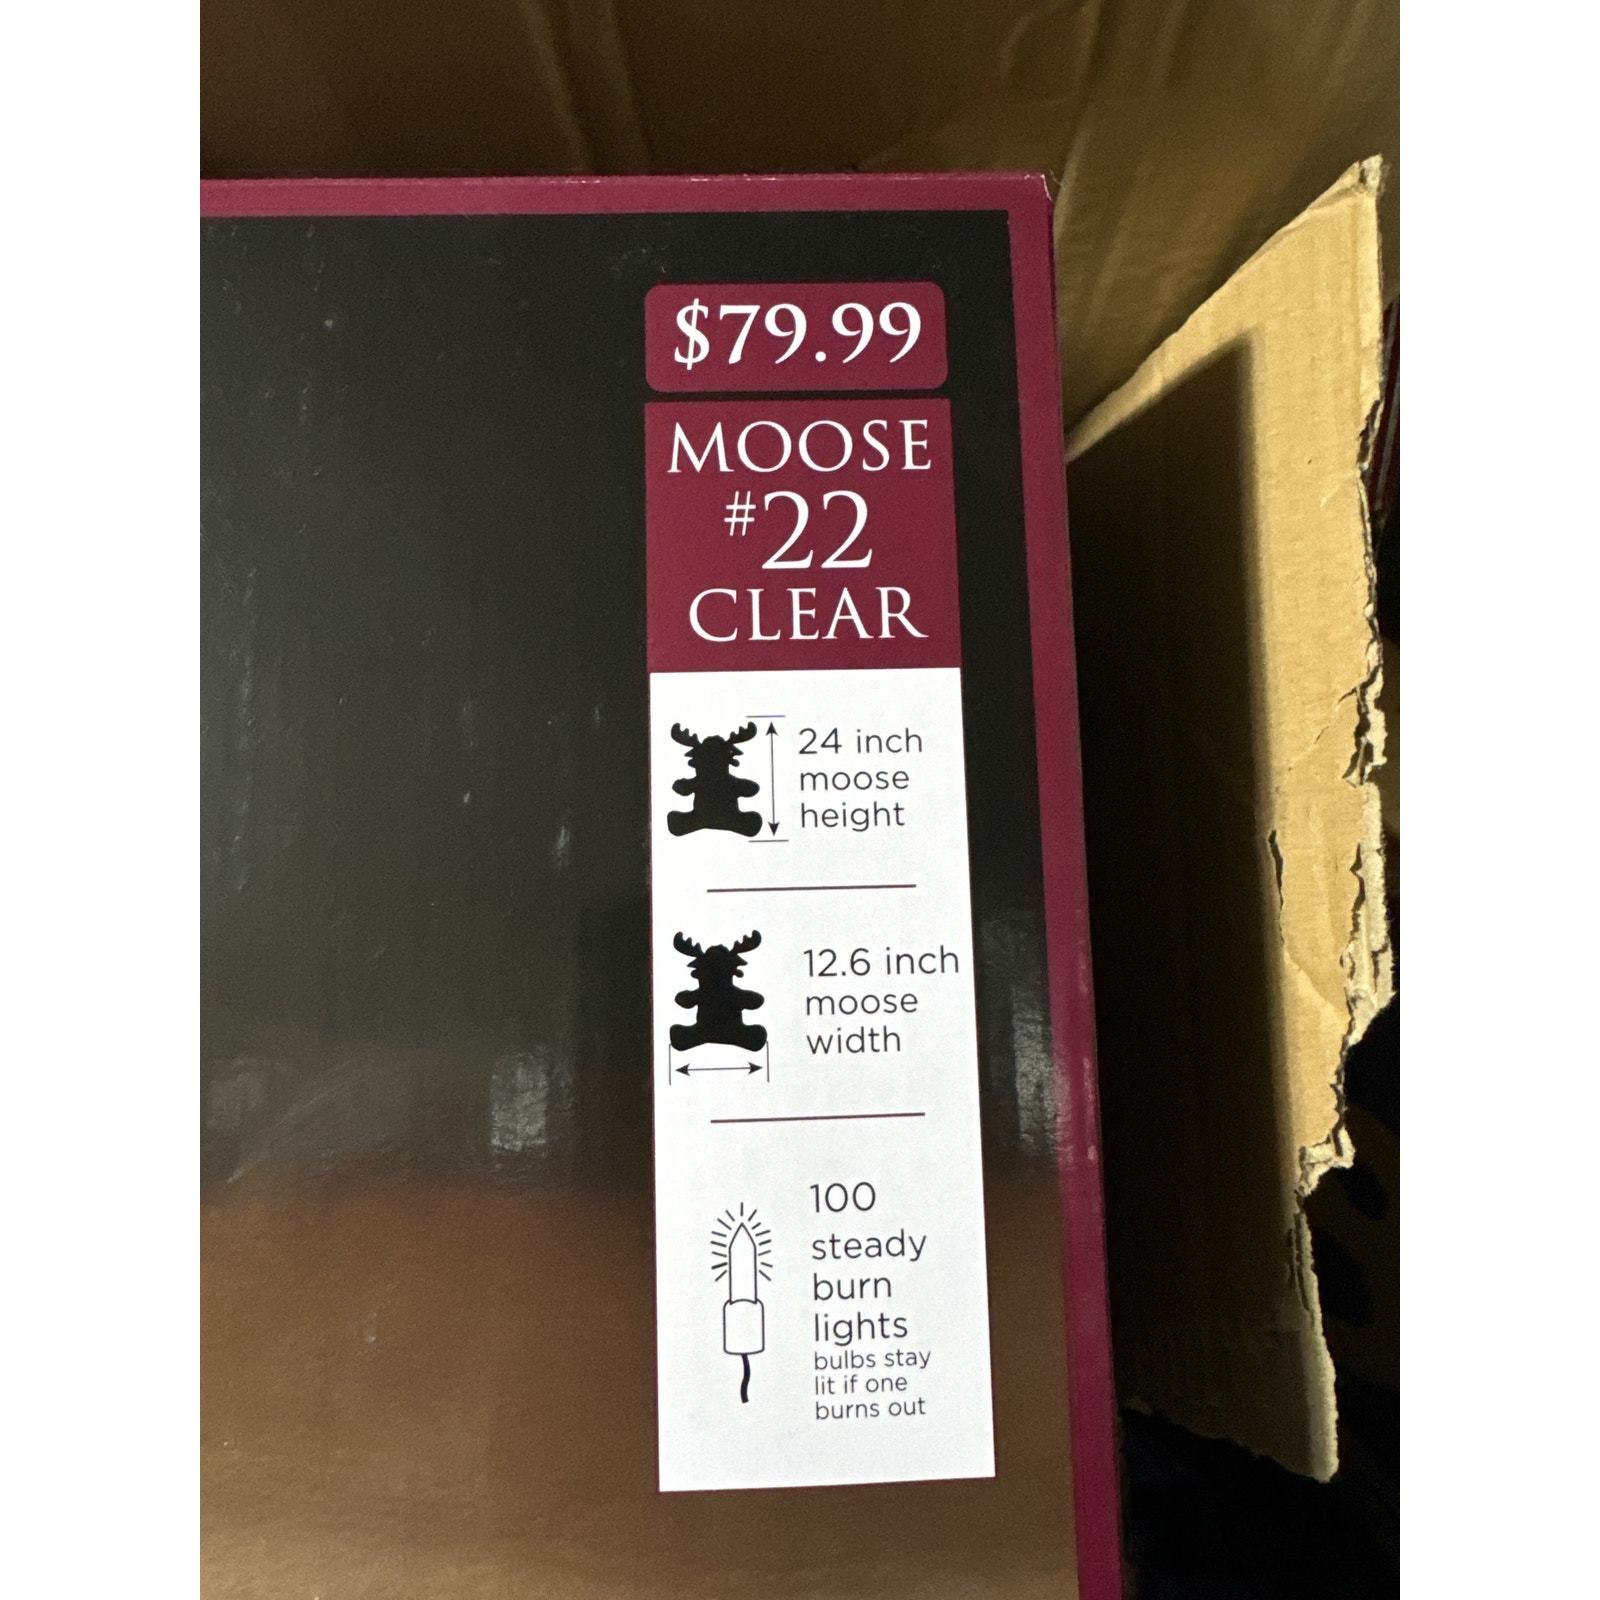 $79.99
MOOSE
#22
CLEAR
24 inch
moose
height
12.6 inch
moose
width
100
steady
burn
lights
bulbs stay
lit if one
burns out